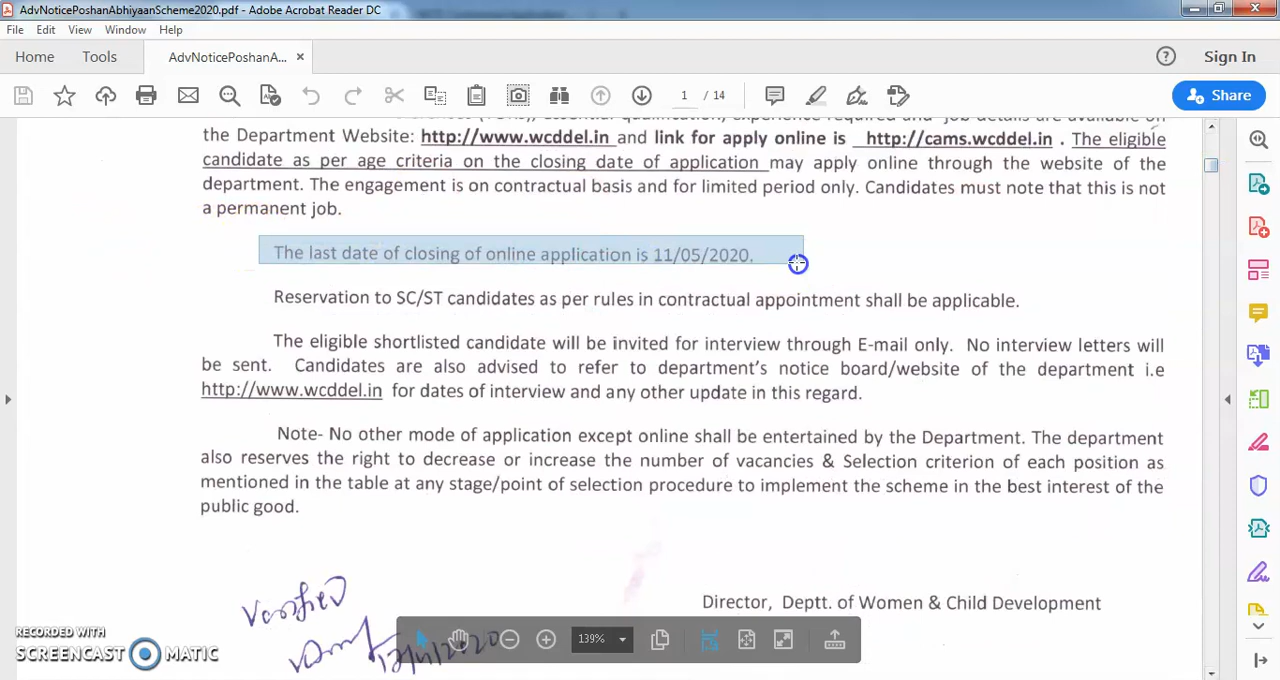 AdvNoticePoshanAbhiyaanScheme2020.pdf - Adobe Acrobat Reader DC
File Edit View Window Help
Home Tools AdvNoticePoshanA... × Sign In
1 / 14 Share
essential qualification, experience required and job details are available on
the Department Website: http://www.wcddel.in and link for apply online is http://cams.wcddel.in . The eligible
candidate as per age criteria on the closing date of application may apply online through the website of the
department. The engagement is on contractual basis and for limited period only. Candidates must note that this is not
a permanent job.
The last date of closing of online application is 11/05/2020.
Reservation to SC/ST candidates as per rules in contractual appointment shall be applicable.
The eligible shortlisted candidate will be invited for interview through E-mail only. No interview letters will
be sent. Candidates are also advised to refer to department's notice board/website of the department i.e
http://www.wcddel.in for dates of interview and any other update in this regard.
Note- No other mode of application except online shall be entertained by the Department. The department
also reserves the right to decrease or increase the number of vacancies & Selection criterion of each position as
mentioned in the table at any stage/point of selection procedure to implement the scheme in the best interest of the
public good.
Verified
Director, Deptt. of Women & Child Development
139%
RECORDED WITH
SCREENCAST MATIC